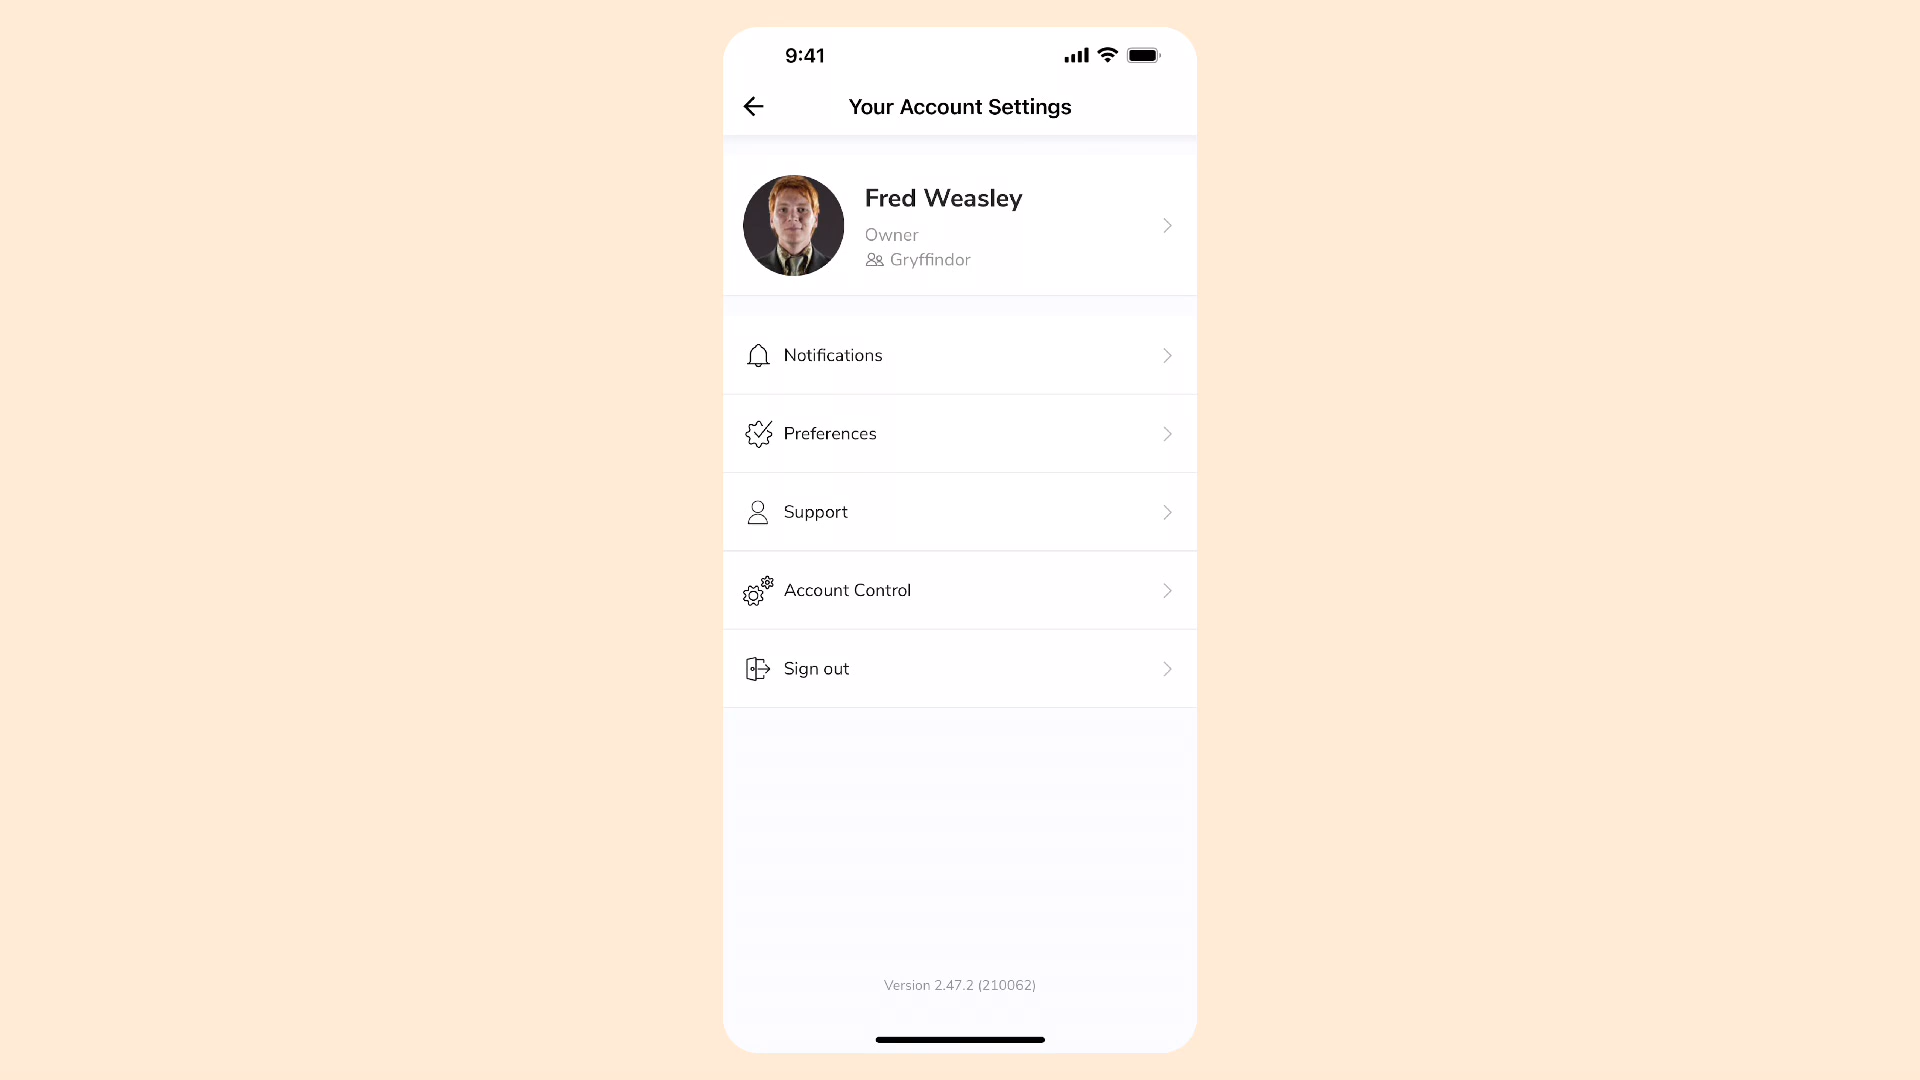 9:41
Your Account Settings
Fred Weasley
Owner
Gryffindor
Notifications
Preferences
Support
Account Control
Sign out
Version 2.47.2 (210062)